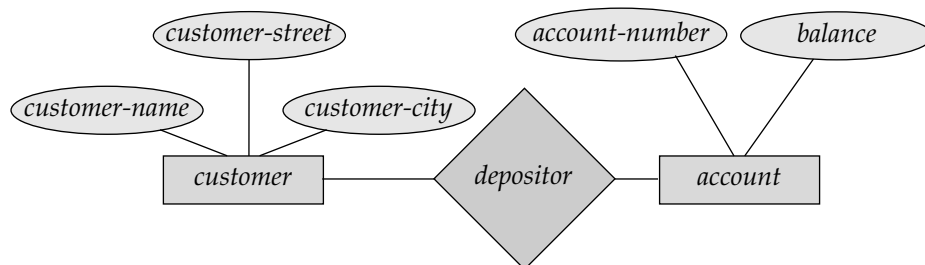 customer-street
account-number
balance
customer-name
customer-city
customer
depositor
account